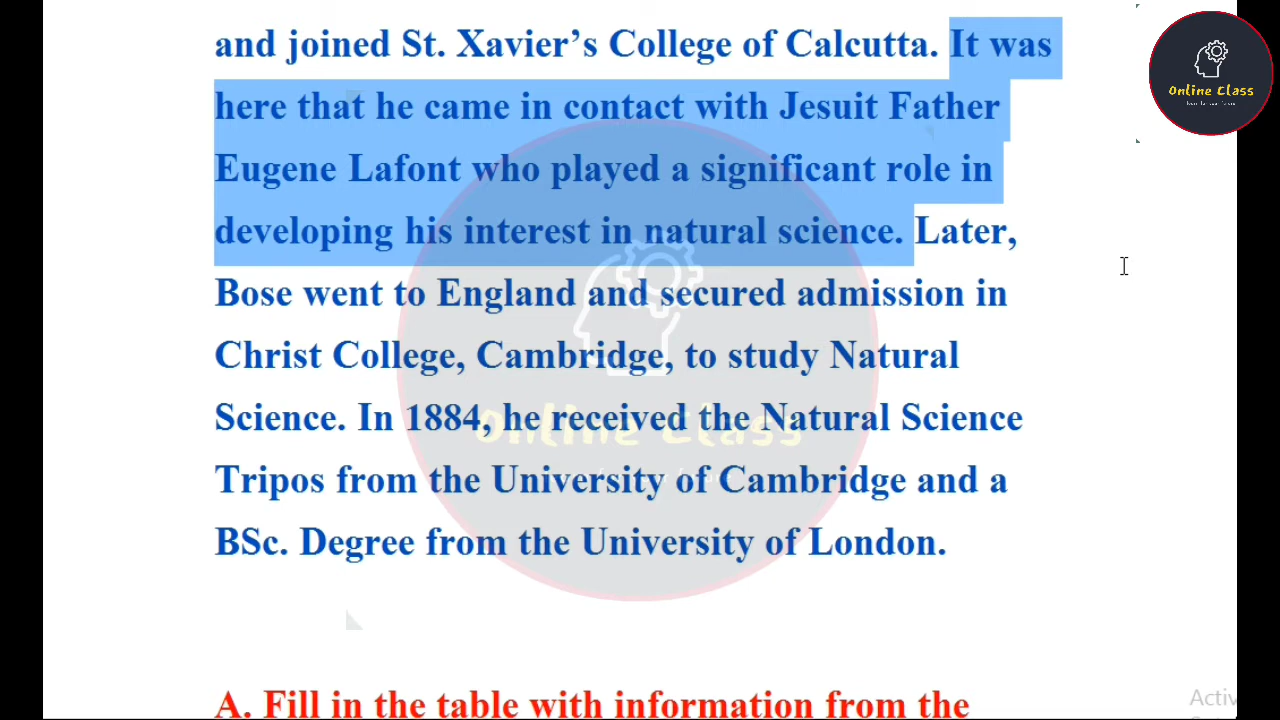 and joined St. Xavier’s College of Calcutta. It was
here that he came in contact with Jesuit Father
Eugene Lafont who played a significant role in
developing his interest in natural science. Later,
Bose went to England and secured admission in
Christ College, Cambridge, to study Natural
Science. In 1884, he received the Natural Science
Tripos from the University of Cambridge and a
BSc. Degree from the University of London.
A. Fill in the table with information from the
Online Class
Online Class
Activ